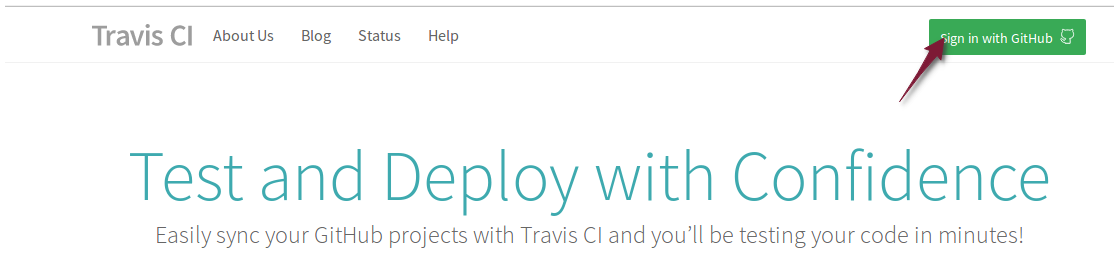 Travis CI About Us Blog Status Help Sign in with GitHub
Test and Deploy with Confidence
Easily sync your GitHub projects with Travis CI and you’ll be testing your code in minutes!